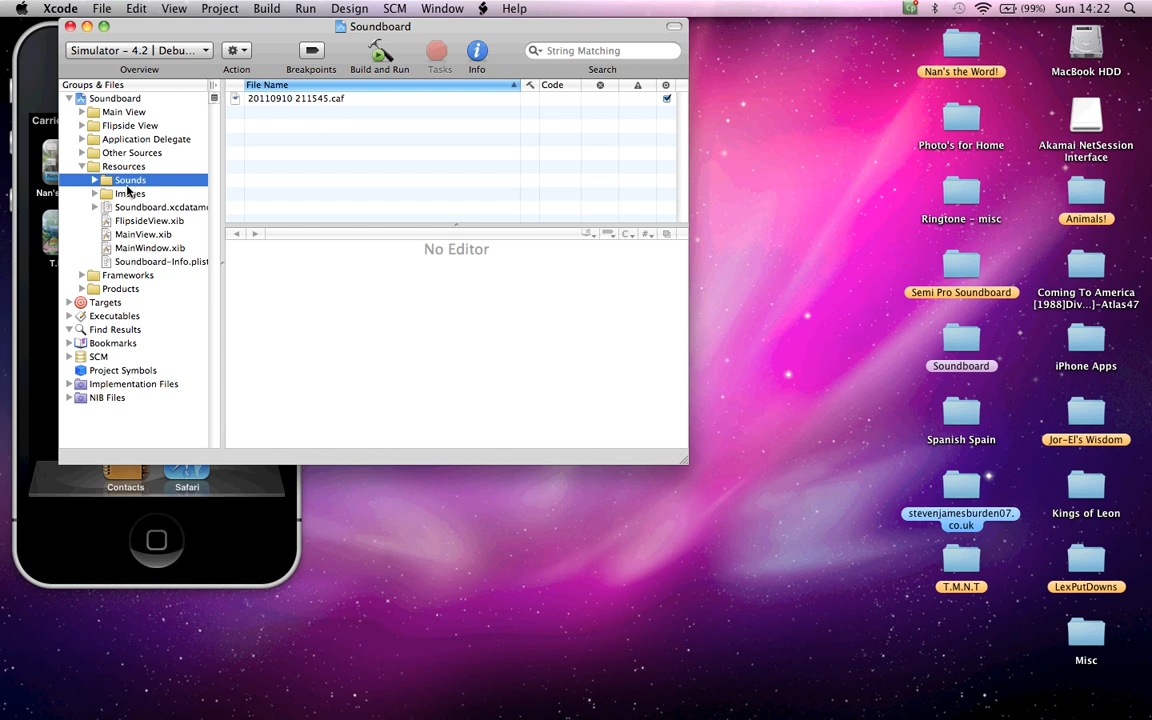 Xcode File Edit View Project Build Run Design SCM Window Help (99%) Sun 14:22
Soundboard
Simulator - 4.2 | Debu...
Overview Action Breakpoints Build and Run Tasks Info Search
String Matching
Groups & Files
Soundboard
Main View
Flipside View
Application Delegate
Other Sources
Resources
Sounds
Images
Soundboard.xcdatamo
FlipsideView.xib
MainView.xib
MainWindow.xib
Soundboard-Info.plist
Frameworks
Products
Targets
Executables
Find Results
Bookmarks
SCM
Project Symbols
Implementation Files
NIB Files
File Name Code
20110910 211545.caf
No Editor
Carrie
Nan's
T.
Contacts Safari
Nan's the Word!
MacBook HDD
Photo's for Home
Akamai NetSession
Interface
Ringtone - misc
Animals!
Semi Pro Soundboard
Coming To America
[1988]Div...]-Atlas47
Soundboard
iPhone Apps
Spanish Spain
Jor-El's Wisdom
stevenjamesburden07.
co.uk
Kings of Leon
T.M.N.T
LexPutDowns
Misc